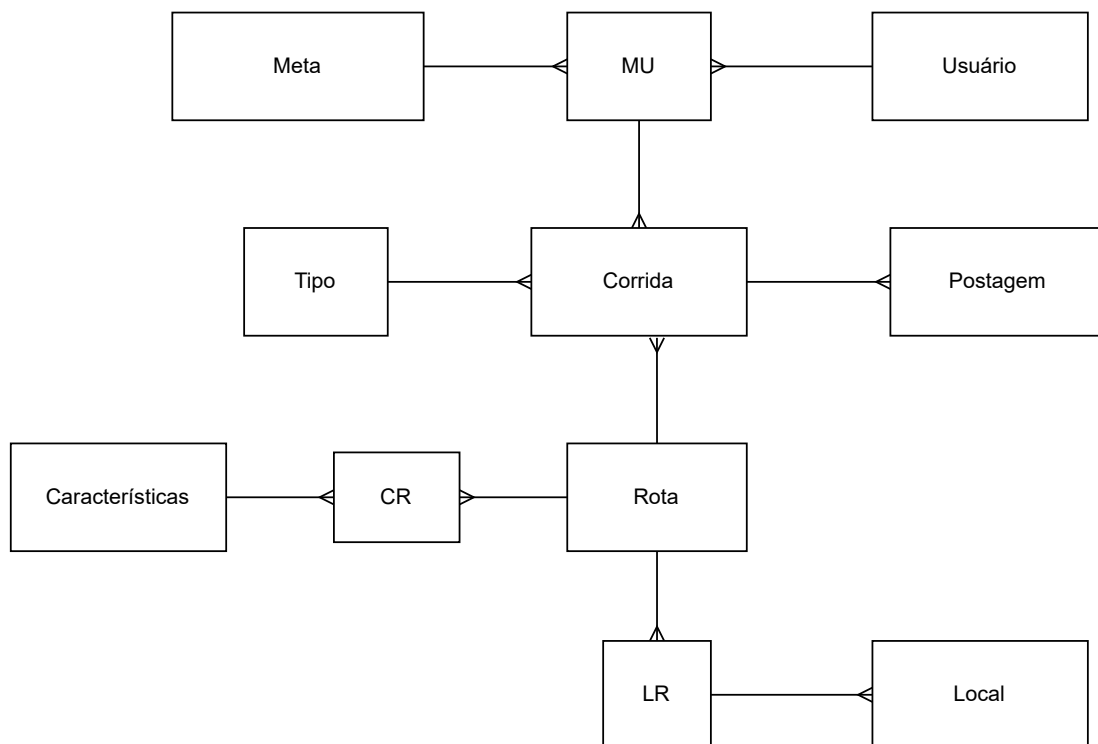 Meta
MU
Usuário
Tipo
Corrida
Postagem
Características
CR
Rota
LR
Local